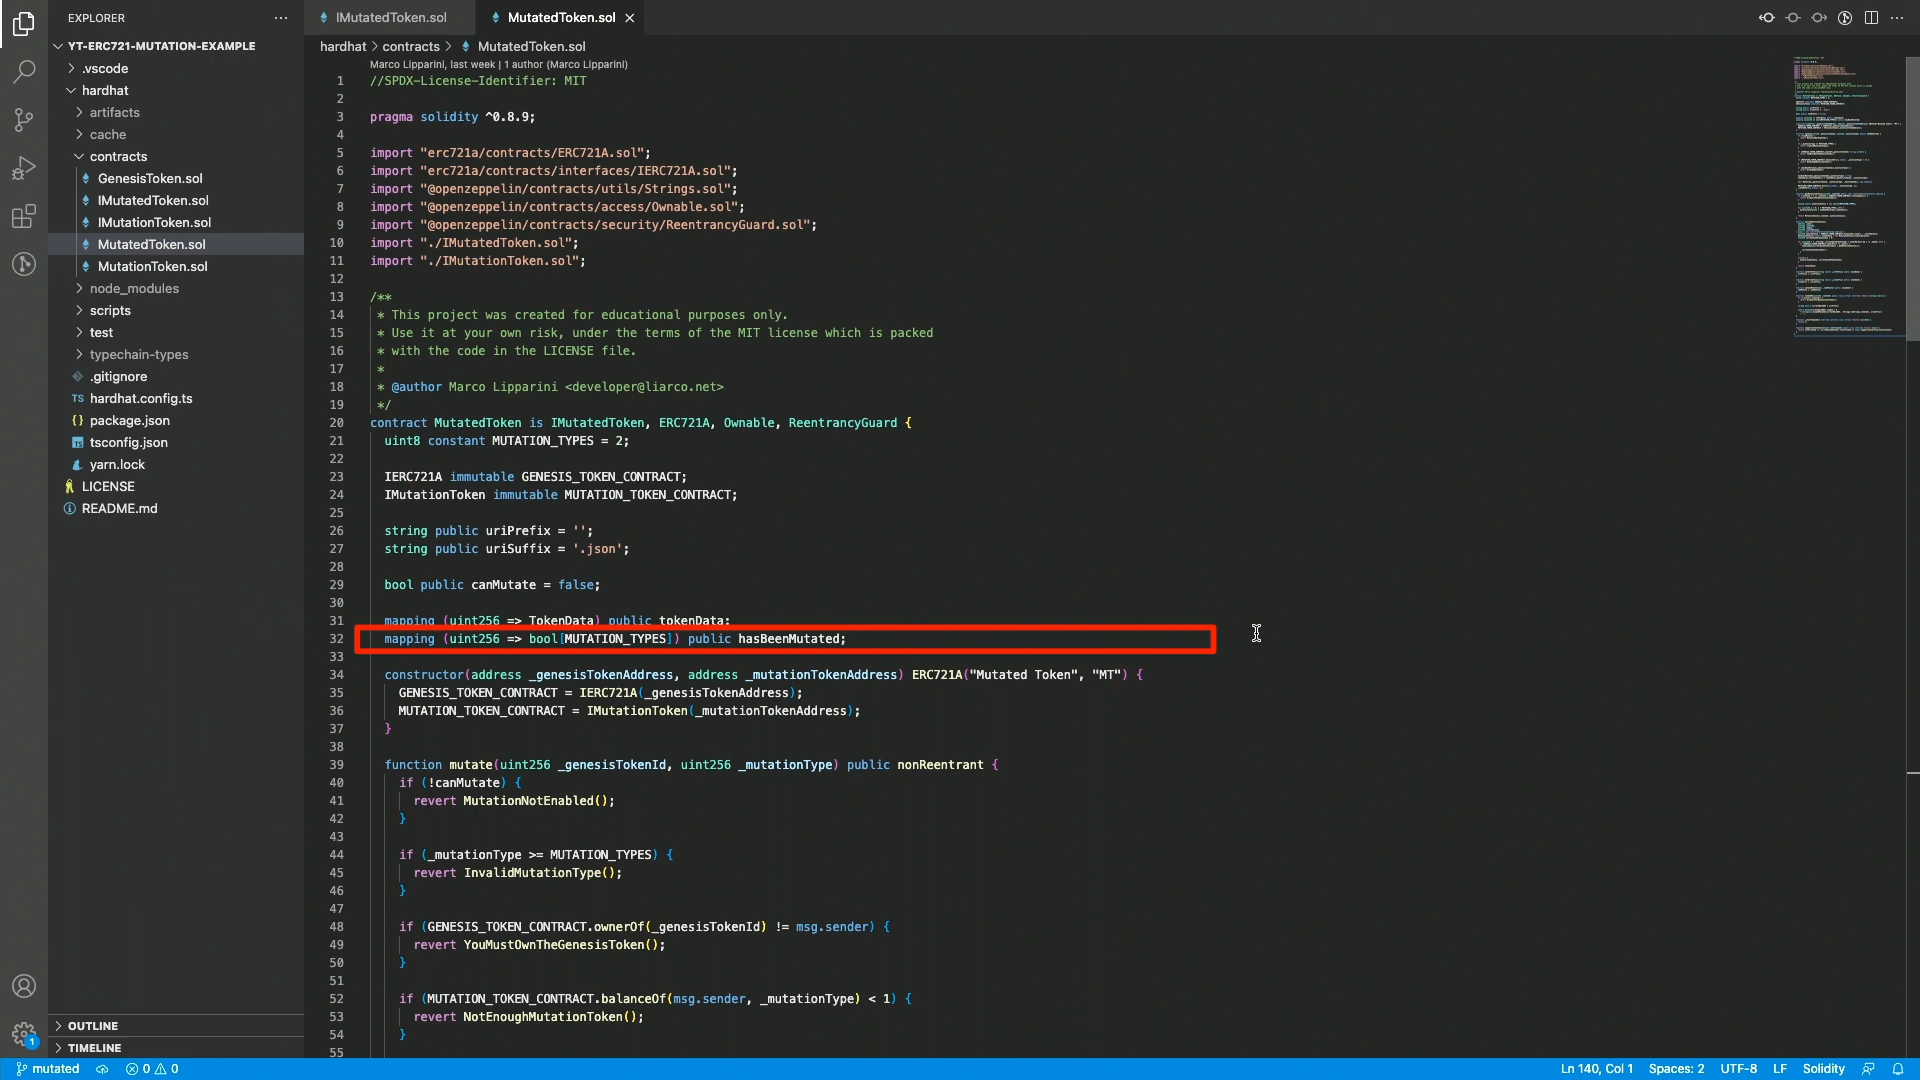 EXPLORER
YT-ERC721-MUTATION-EXAMPLE
.vscode
hardhat
artifacts
cache
contracts
GenesisToken.sol
IMutatedToken.sol
IMutationToken.sol
MutatedToken.sol
MutationToken.sol
node_modules
scripts
test
typechain-types
.gitignore
TS hardhat.config.ts
{} package.json
tsconfig.json
yarn.lock
LICENSE
README.md
OUTLINE
TIMELINE
IMutatedToken.sol
MutatedToken.sol
hardhat > contracts > MutatedToken.sol
Marco Lipparini, last week | 1 author (Marco Lipparini)
1 //SPDX-License-Identifier: MIT
2
3 pragma solidity ^0.8.9;
4
5 import "erc721a/contracts/ERC721A.sol";
6 import "erc721a/contracts/interfaces/IERC721A.sol";
7 import "@openzeppelin/contracts/utils/Strings.sol";
8 import "@openzeppelin/contracts/access/Ownable.sol";
9 import "@openzeppelin/contracts/security/ReentrancyGuard.sol";
10 import "./IMutatedToken.sol";
11 import "./IMutationToken.sol";
12
13 /**
14 * This project was created for educational purposes only.
15 * Use it at your own risk, under the terms of the MIT license which is packed
16 * with the code in the LICENSE file.
17 *
18 * @author Marco Lipparini <developer@liarco.net>
19 */
20 contract MutatedToken is IMutatedToken, ERC721A, Ownable, ReentrancyGuard {
21 uint8 constant MUTATION_TYPES = 2;
22
23 IERC721A immutable GENESIS_TOKEN_CONTRACT;
24 IMutationToken immutable MUTATION_TOKEN_CONTRACT;
25
26 string public uriPrefix = '';
27 string public uriSuffix = '.json';
28
29 bool public canMutate = false;
30
31 mapping (uint256 => TokenData) public tokenData;
32 mapping (uint256 => bool[MUTATION_TYPES]) public hasBeenMutated;
33
34 constructor(address _genesisTokenAddress, address _mutationTokenAddress) ERC721A("Mutated Token", "MT") {
35 GENESIS_TOKEN_CONTRACT = IERC721A(_genesisTokenAddress);
36 MUTATION_TOKEN_CONTRACT = IMutationToken(_mutationTokenAddress);
37 }
38
39 function mutate(uint256 _genesisTokenId, uint256 _mutationType) public nonReentrant {
40 if (!canMutate) {
41 revert MutationNotEnabled();
42 }
43
44 if (_mutationType >= MUTATION_TYPES) {
45 revert InvalidMutationType();
46 }
47
48 if (GENESIS_TOKEN_CONTRACT.ownerOf(_genesisTokenId) != msg.sender) {
49 revert YouMustOwnTheGenesisToken();
50 }
51
52 if (MUTATION_TOKEN_CONTRACT.balanceOf(msg.sender, _mutationType) < 1) {
53 revert NotEnoughMutationToken();
54 }
55
1
mutated 0 0 Ln 140, Col 1 Spaces: 2 UTF-8 LF Solidity